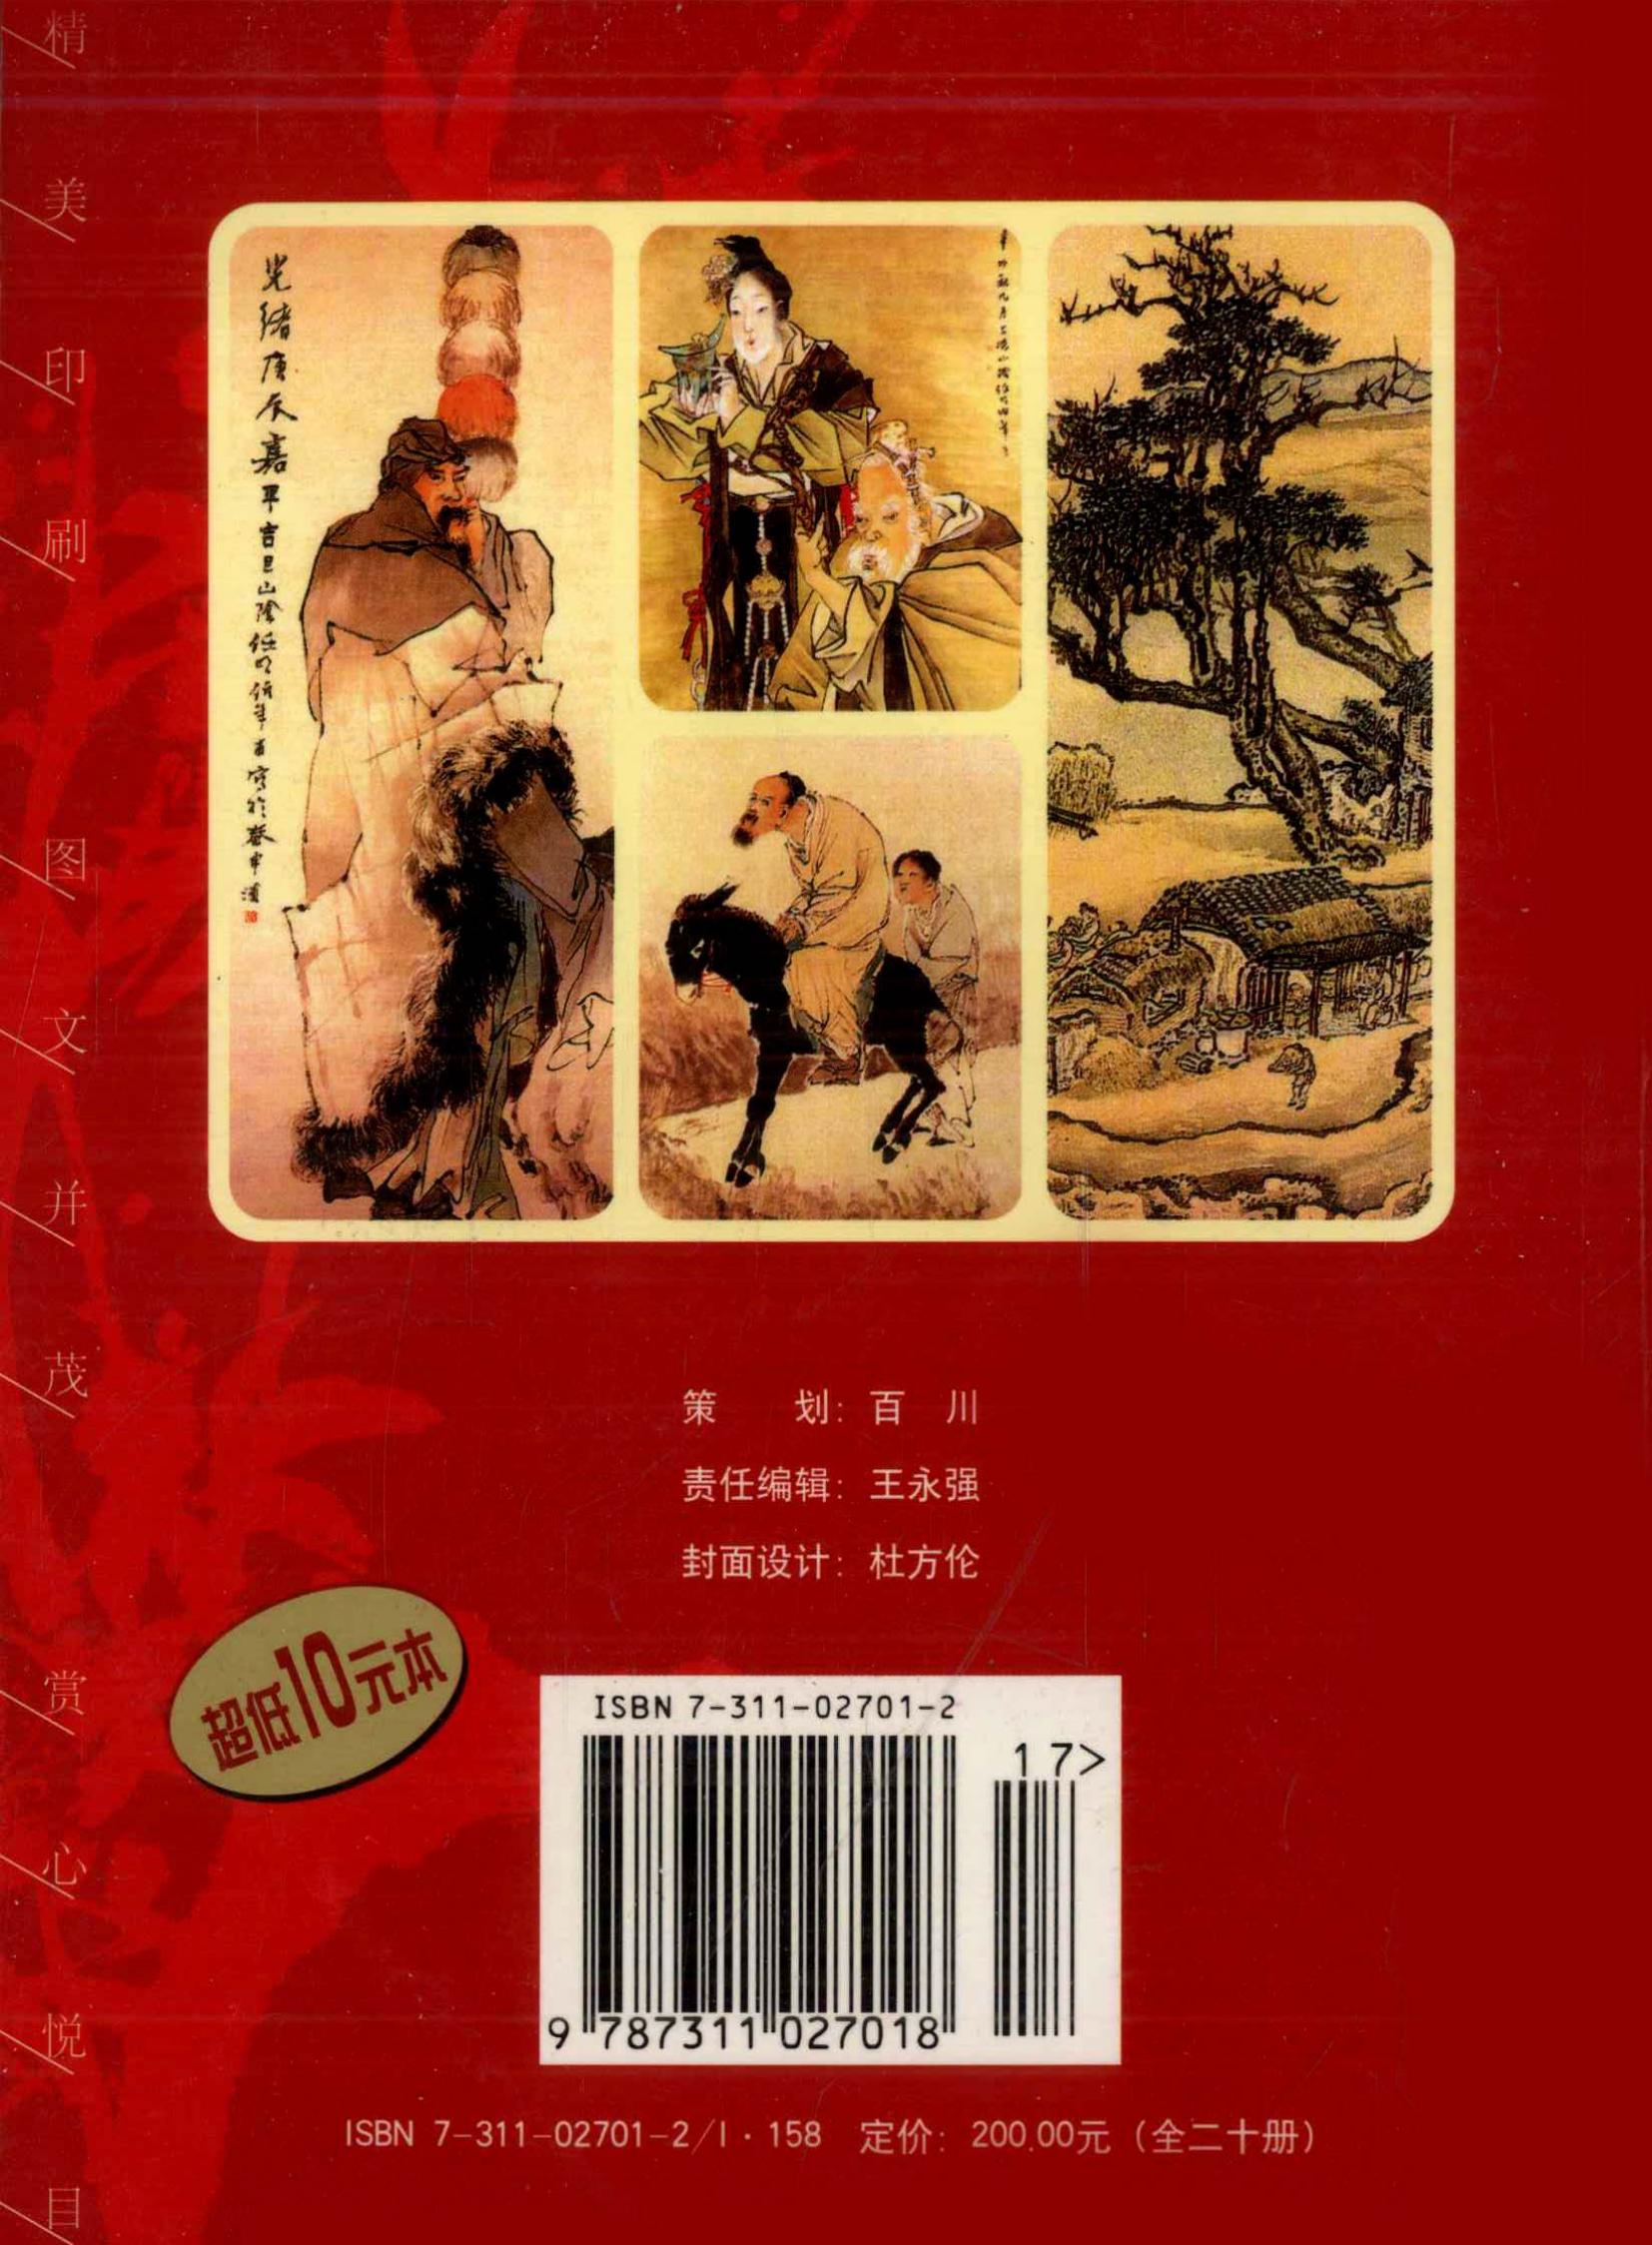 精美印刷 图文并茂 赏心悦目
光绪庚辰嘉平吉旦山阴任颐伯年甫写于春申浦
策 划：百 川
责任编辑：王永强
封面设计：杜方伦
超低10元本
ISBN 7-311-02701-2
17>
9 787311 027018
ISBN 7-311-02701-2/I·158 定价：200.00元（全二十册）